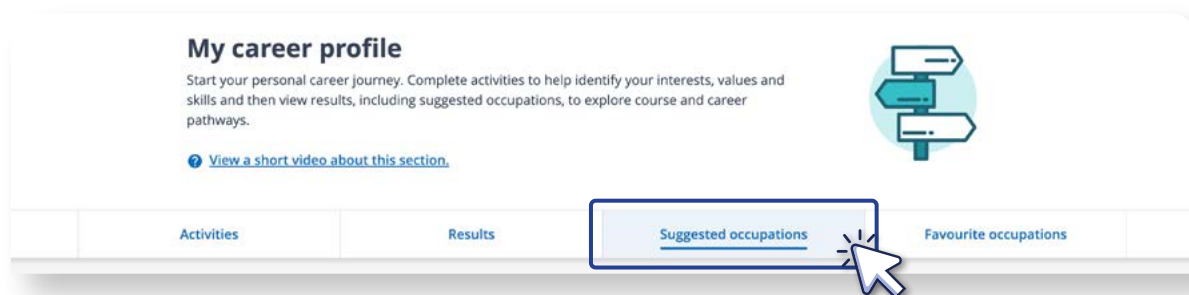 My career profile
Start your personal career journey. Complete activities to help identify your interests, values and
skills and then view results, including suggested occupations, to explore course and career
pathways.
View a short video about this section.
Activities Results Suggested occupations Favourite occupations